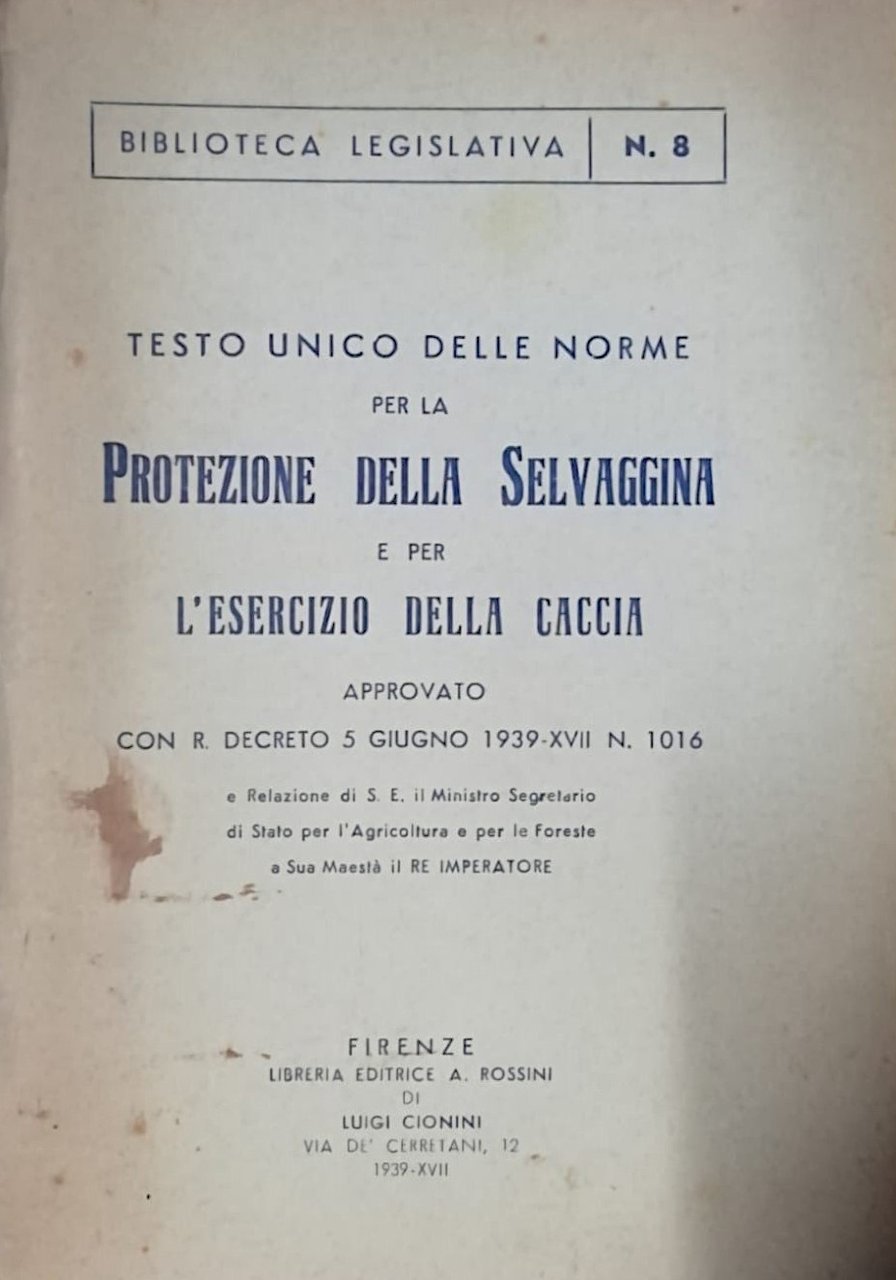 BIBLIOTECA LEGISLATIVA N. 8
TESTO UNICO DELLE NORME
PER LA
PROTEZIONE DELLA SELVAGGINA
E PER
L'ESERCIZIO DELLA CACCIA
APPROVATO
CON R. DECRETO 5 GIUGNO 1939-XVII N. 1016
e Relazione di S. E. il Ministro Segretario
di Stato per l'Agricoltura e per le Foreste
a Sua Maestà il RE IMPERATORE
FIRENZE
LIBRERIA EDITRICE A. ROSSINI
DI
LUIGI CIONINI
VIA DE' CERRETANI, 12
1939-XVII